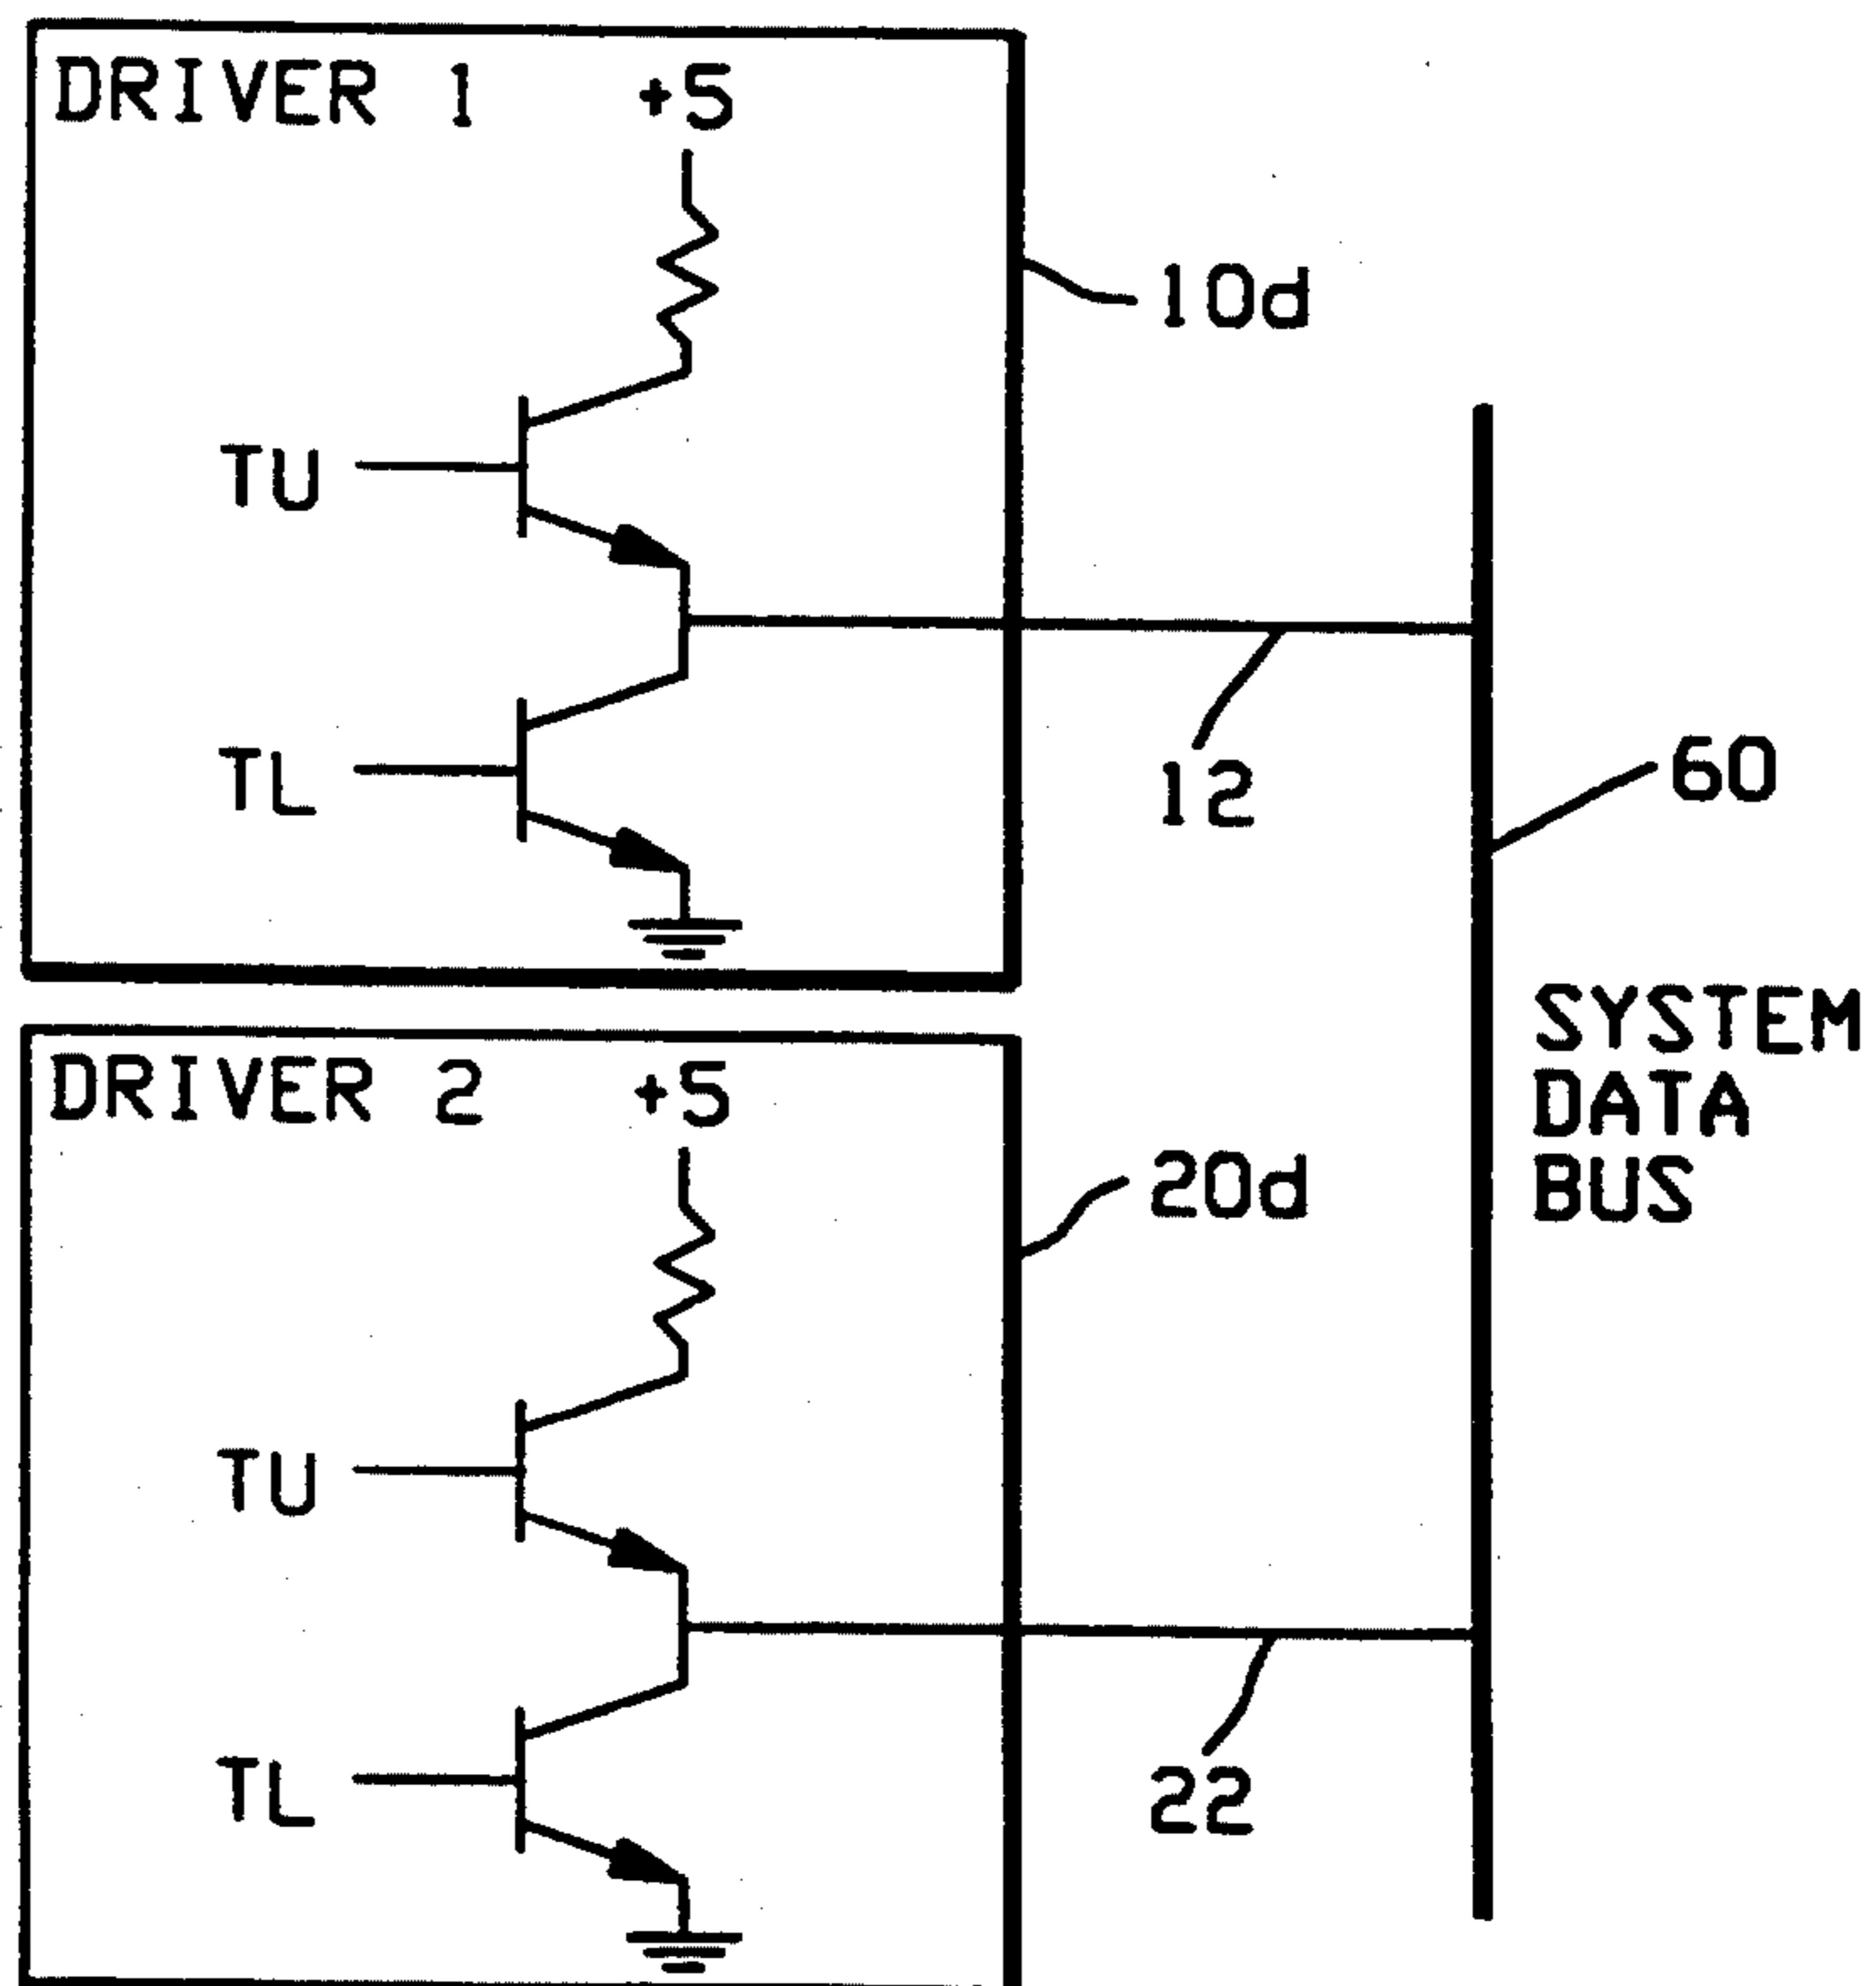 DRIVER 1
+5
10d
TU
12
TL
60
SYSTEM
DATA
BUS
DRIVER 2
+5
20d
TU
22
TL